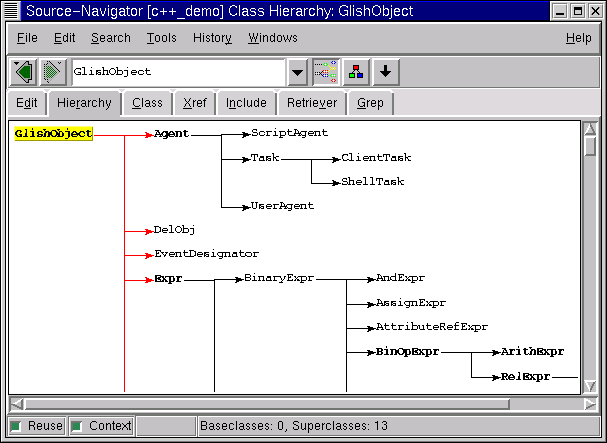 Source-Navigator [c++_demo] Class Hierarchy: GlishObject
File Edit Search Tools History Windows Help
GlishObject
Edit Hierarchy Class Xref Include Retriever Grep
GlishObject Agent ScriptAgent
Task ClientTask
ShellTask
UserAgent
DelObj
EventDesignator
Expr BinaryExpr AndExpr
AssignExpr
AttributeRefExpr
BinOpExpr ArithExpr
RelExpr
Reuse Context Baseclasses: 0, Superclasses: 13